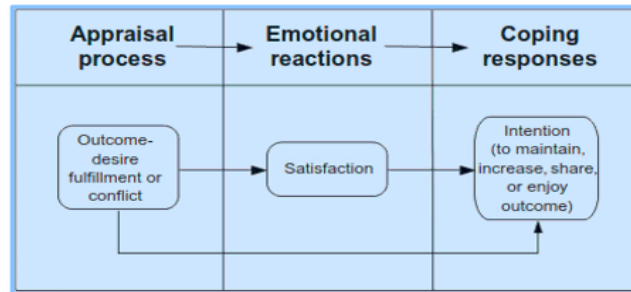 Appraisal
process
Emotional
reactions
Coping
responses
Outcome-
desire
fulfillment or
conflict
Satisfaction
Intention
(to maintain,
increase, share,
or enjoy
outcome)